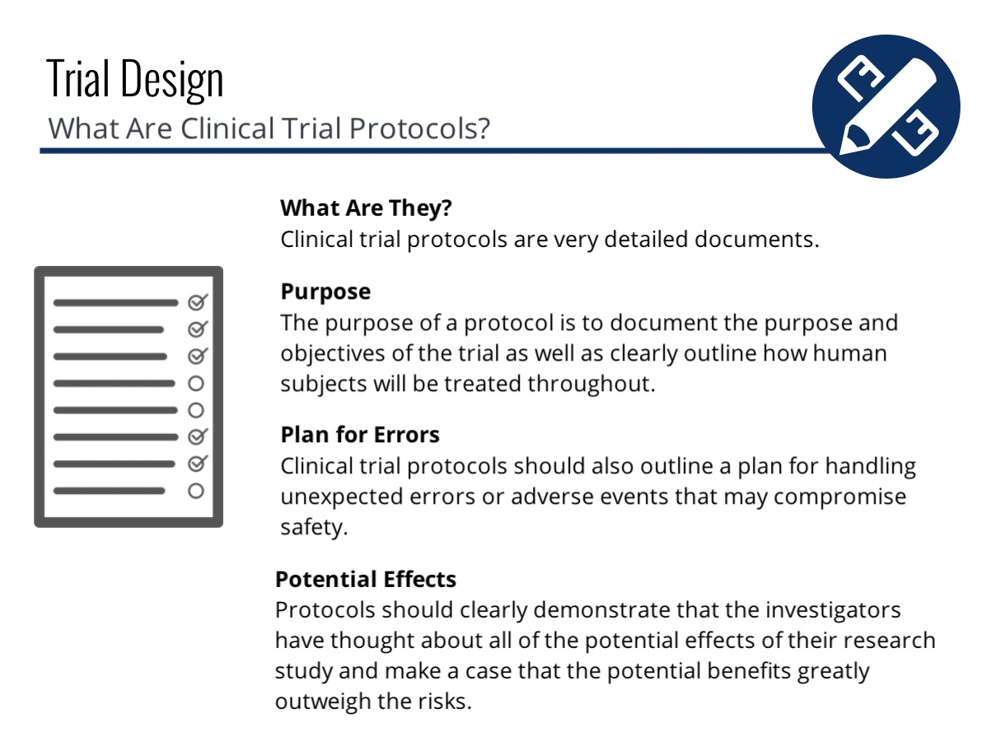 Trial Design
What Are Clinical Trial Protocols?
What Are They?
Clinical trial protocols are very detailed documents.
Purpose
The purpose of a protocol is to document the purpose and
objectives of the trial as well as clearly outline how human
subjects will be treated throughout.
Plan for Errors
Clinical trial protocols should also outline a plan for handling
unexpected errors or adverse events that may compromise
safety.
Potential Effects
Protocols should clearly demonstrate that the investigators
have thought about all of the potential effects of their research
study and make a case that the potential benefits greatly
outweigh the risks.